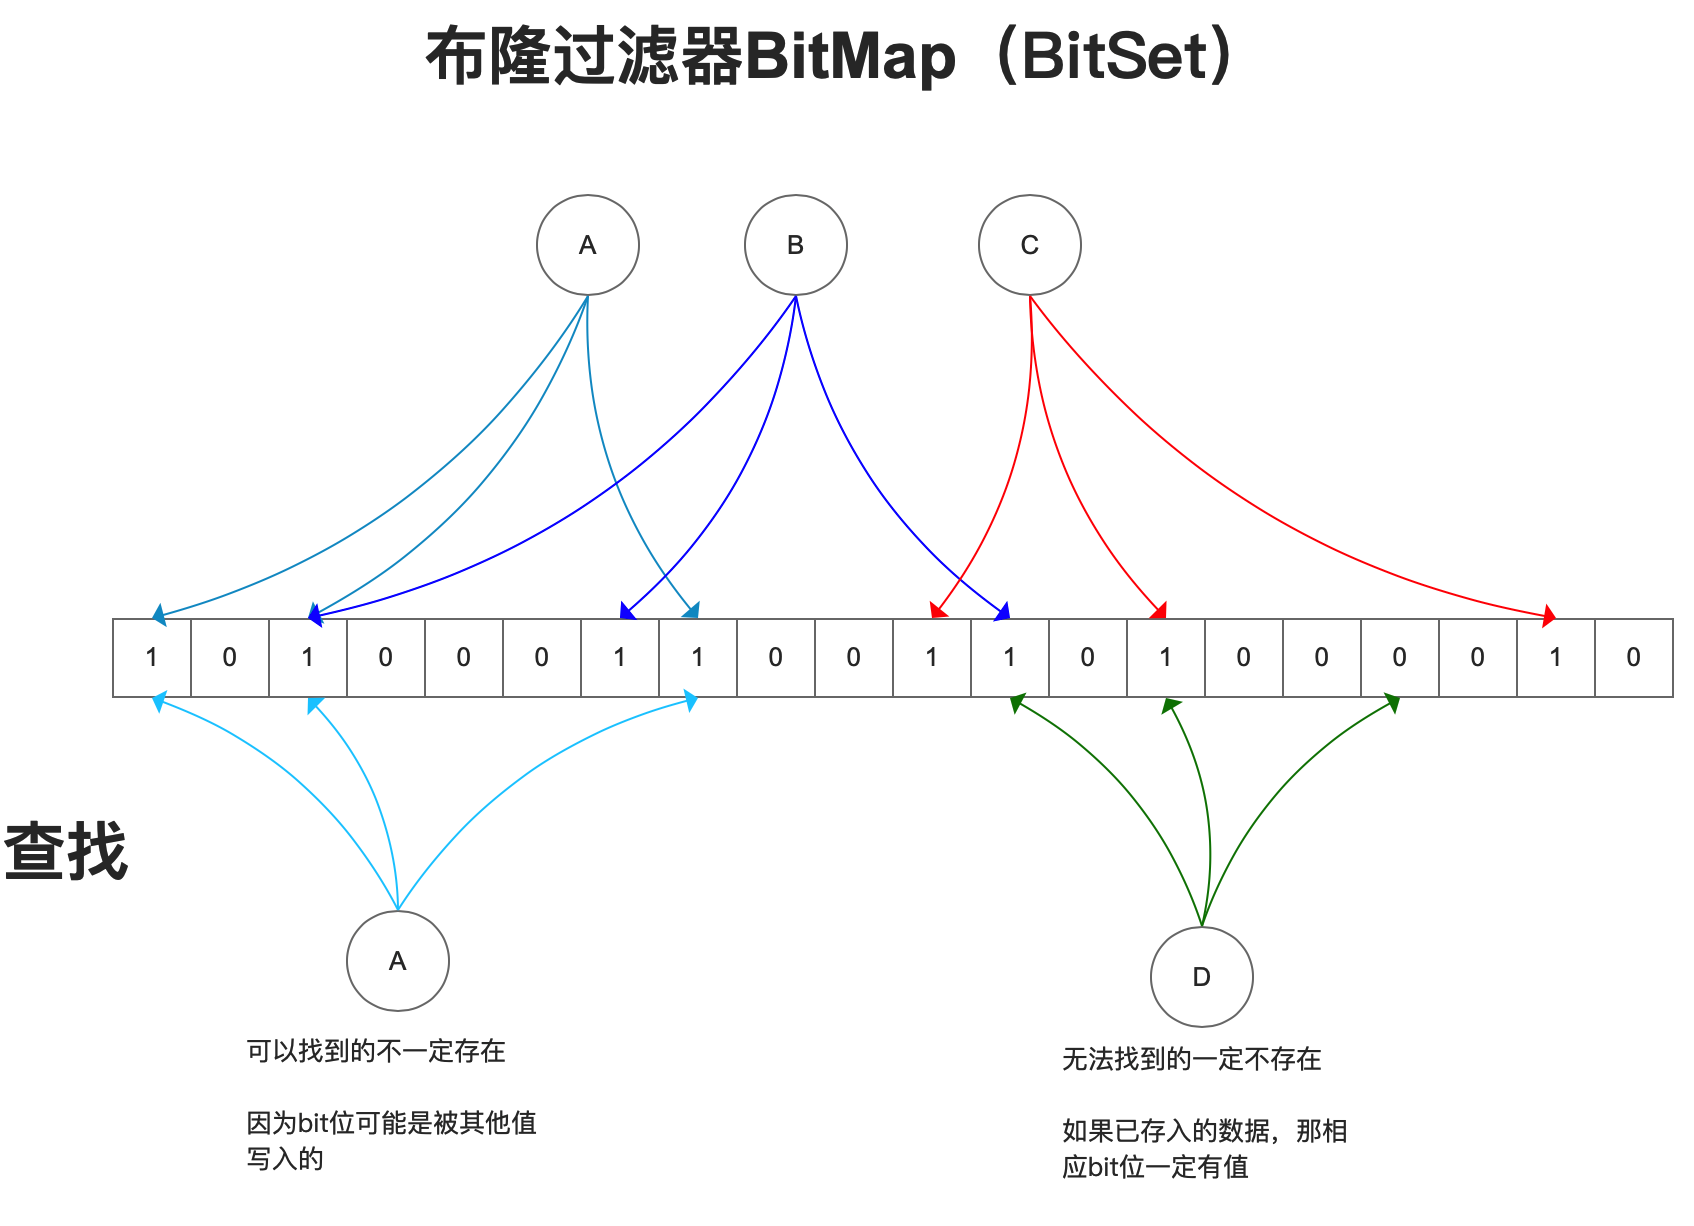 布隆过滤器BitMap（BitSet）
A B C
1 0 1 0 0 0 1 1 0 0 1 1 0 1 0 0 0 0 1 0
查找
A
D
可以找到的不一定存在
因为bit位可能是被其他值
写入的
无法找到的一定不存在
如果已存入的数据，那相
应bit位一定有值